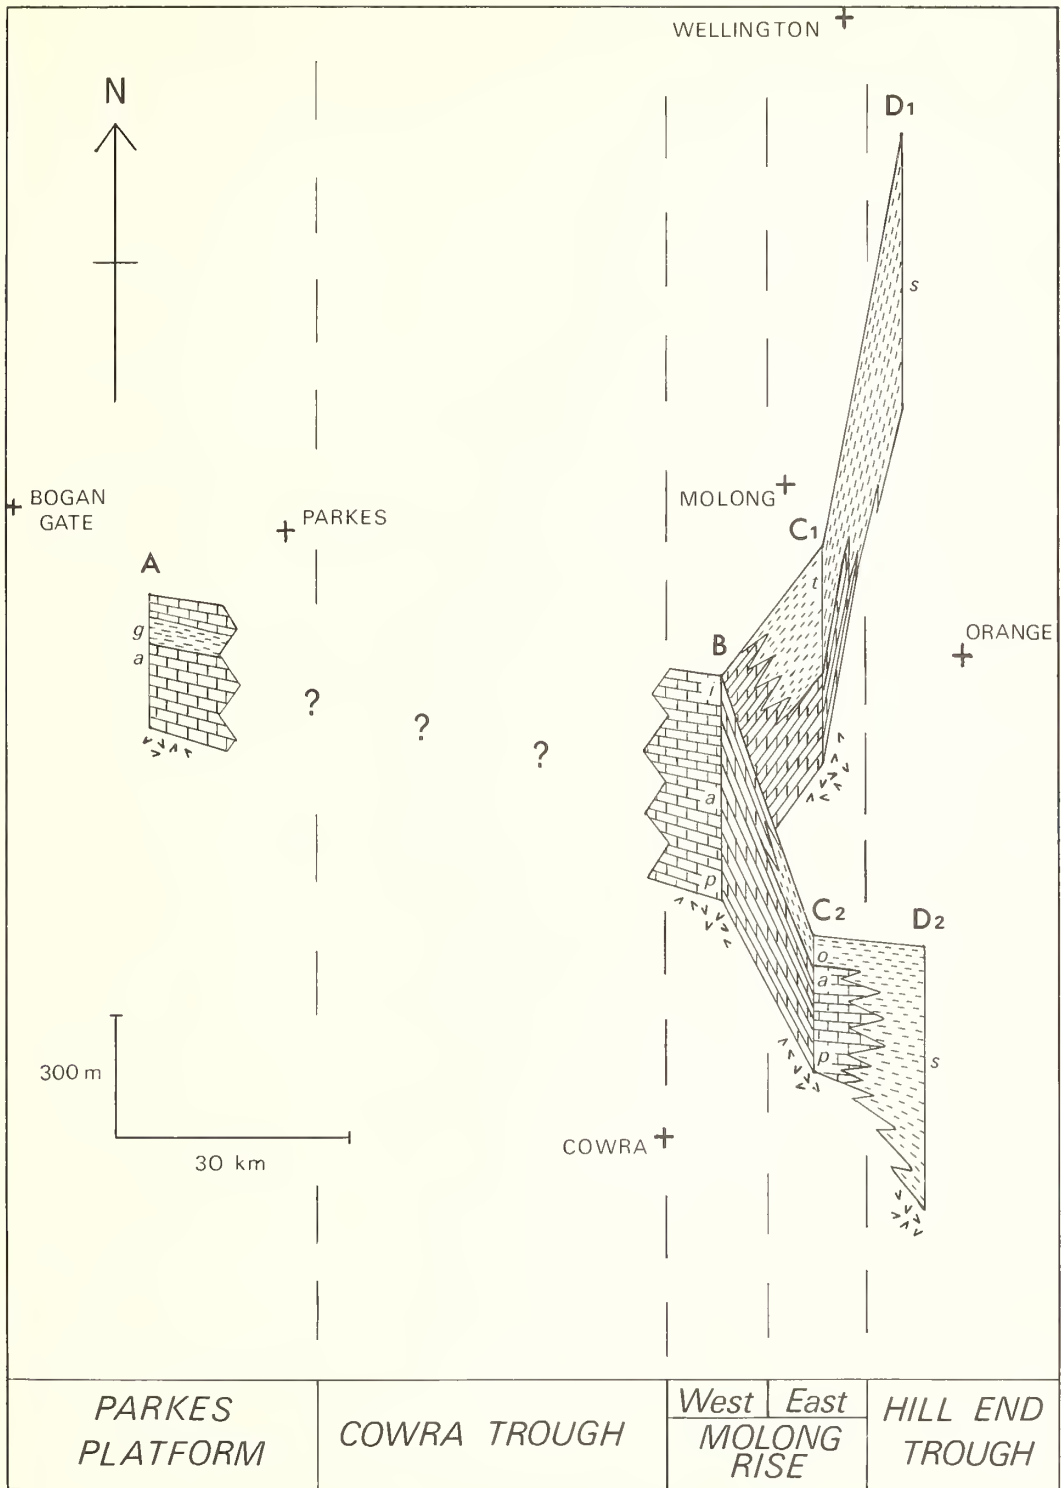 WELLINGTON
N
D1
s
BOGAN
GATE
PARKES
MOLONG
C1
A
t
g
a
ORANGE
B
l
?
?
?
a
p
C2
D2
o
a
p
s
300 m
30 km
COWRA
PARKES
PLATFORM
COWRA TROUGH
West
East
MOLONG
RISE
HILL END
TROUGH